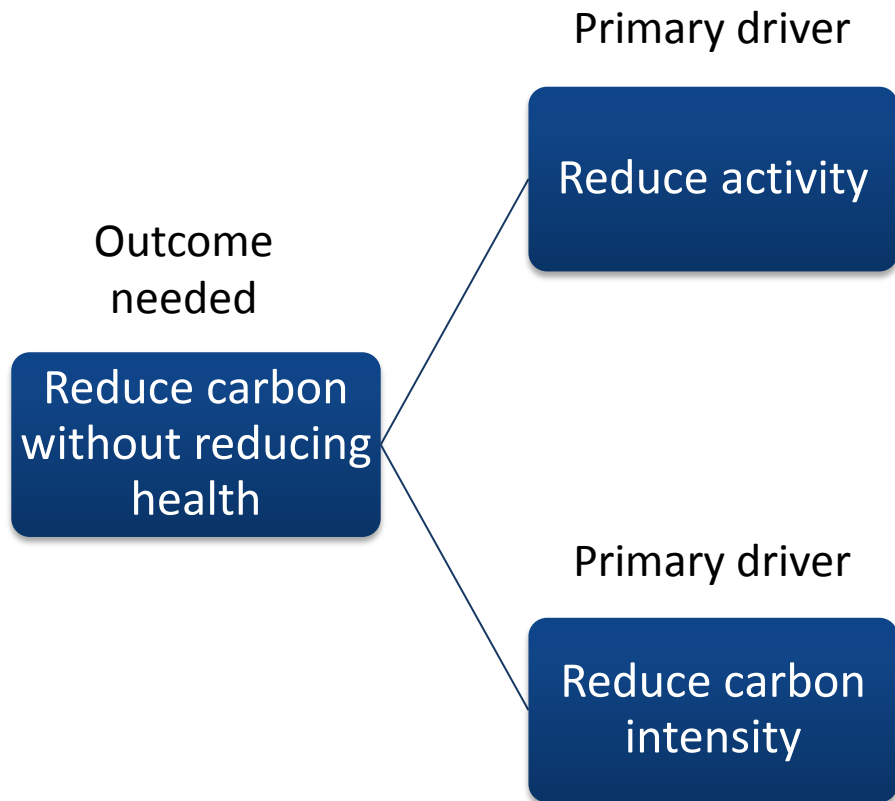 Primary driver
Reduce activity
Outcome
needed
Reduce carbon
without reducing
health
Primary driver
Reduce carbon
intensity